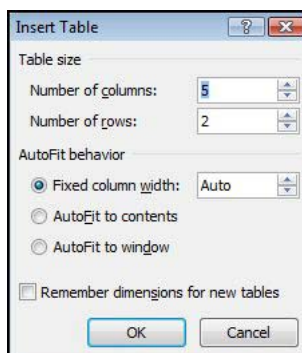 Insert Table
Table size
Number of columns: 5
Number of rows: 2
AutoFit behavior
Fixed column width: Auto
AutoFit to contents
AutoFit to window
Remember dimensions for new tables
OK Cancel